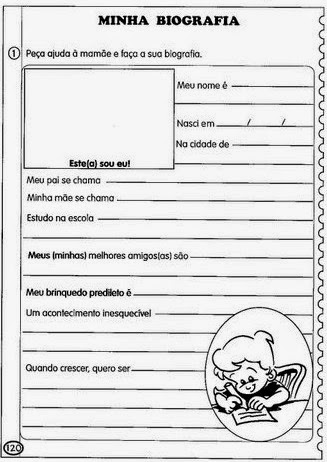 MINHA BIOGRAFIA
1 Peça ajuda à mamãe e faça a sua biografia.
Meu nome é
Nasci em / /
Na cidade de
Este(a) sou eu!
Meu pai se chama
Minha mãe se chama
Estudo na escola
Meus (minhas) melhores amigos(as) são
Meu brinquedo predileto é
Um acontecimento inesquecível
Quando crescer, quero ser
120